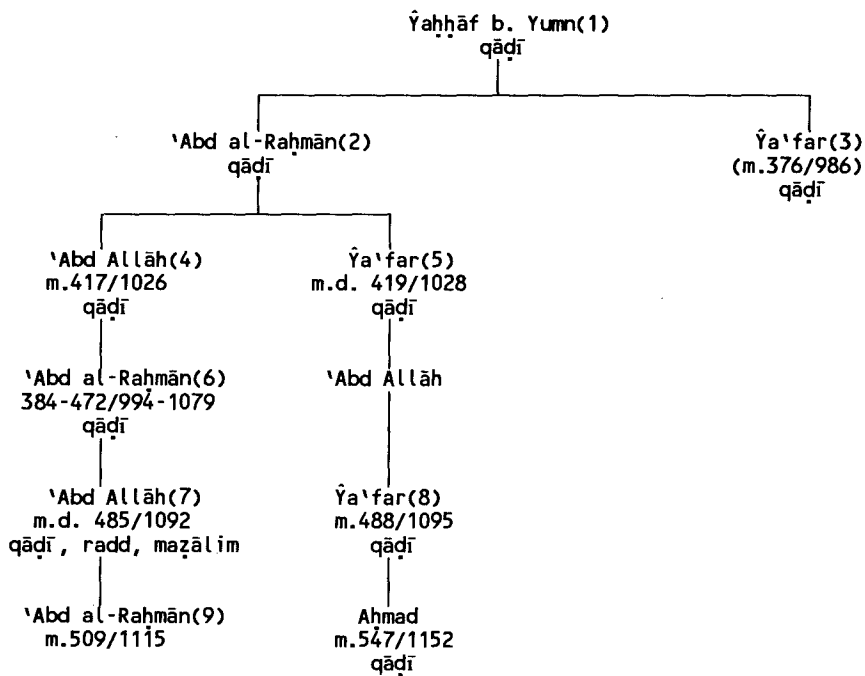 Ŷaḥḥāf b. Yumn(1)
qāḍī
'Abd al-Raḥmān(2)
qāḍī
Ŷa'far(3)
(m.376/986)
qāḍī
'Abd Allāh(4)
m.417/1026
qāḍī
Ŷa'far(5)
m.d. 419/1028
qāḍī
'Abd al-Raḥmān(6)
384-472/994-1079
qāḍī
'Abd Allāh
'Abd Allāh(7)
m.d. 485/1092
qāḍī, radd, maẓālim
Ŷa'far(8)
m.488/1095
qāḍī
'Abd al-Raḥmān(9)
m.509/1115
Aḥmad
m.547/1152
qāḍī